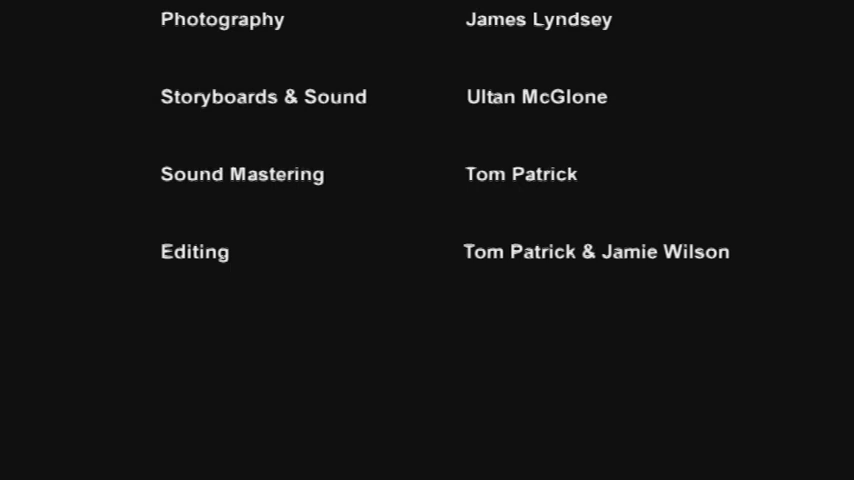 Photography James Lyndsey
Storyboards & Sound Ultan McGlone
Sound Mastering Tom Patrick
Editing Tom Patrick & Jamie Wilson